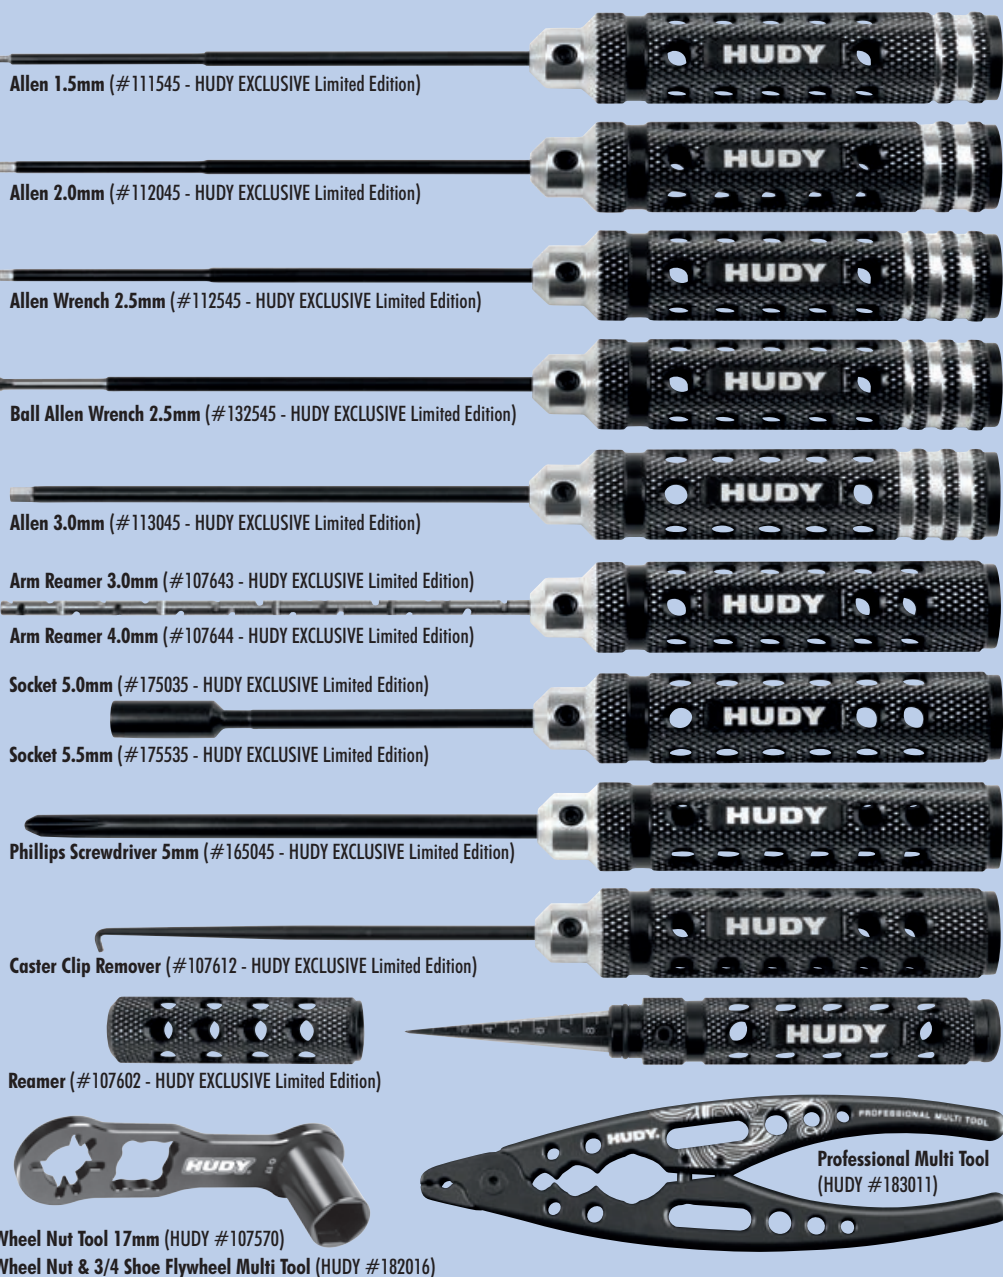 HUDY
Allen 1.5mm (#111545 - HUDY EXCLUSIVE Limited Edition)
HUDY
Allen 2.0mm (#112045 - HUDY EXCLUSIVE Limited Edition)
HUDY
Allen Wrench 2.5mm (#112545 - HUDY EXCLUSIVE Limited Edition)
HUDY
Ball Allen Wrench 2.5mm (#132545 - HUDY EXCLUSIVE Limited Edition)
HUDY
Allen 3.0mm (#113045 - HUDY EXCLUSIVE Limited Edition)
Arm Reamer 3.0mm (#107643 - HUDY EXCLUSIVE Limited Edition)
HUDY
Arm Reamer 4.0mm (#107644 - HUDY EXCLUSIVE Limited Edition)
Socket 5.0mm (#175035 - HUDY EXCLUSIVE Limited Edition)
HUDY
Socket 5.5mm (#175535 - HUDY EXCLUSIVE Limited Edition)
HUDY
Phillips Screwdriver 5mm (#165045 - HUDY EXCLUSIVE Limited Edition)
HUDY
Caster Clip Remover (#107612 - HUDY EXCLUSIVE Limited Edition)
3 4 5 6 7 8
HUDY
Reamer (#107602 - HUDY EXCLUSIVE Limited Edition)
HUDY.
HUDY.
PROFESSIONAL MULTI TOOL
Professional Multi Tool
(HUDY #183011)
Wheel Nut Tool 17mm (HUDY #107570)
Wheel Nut & 3/4 Shoe Flywheel Multi Tool (HUDY #182016)